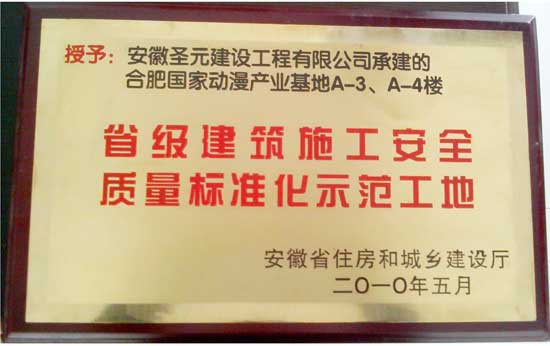 授予：安徽圣元建设工程有限公司承建的
合肥国家动漫产业基地A-3、A-4楼
省级建筑施工安全
质量标准化示范工地
安徽省住房和城乡建设厅
二〇一〇年五月